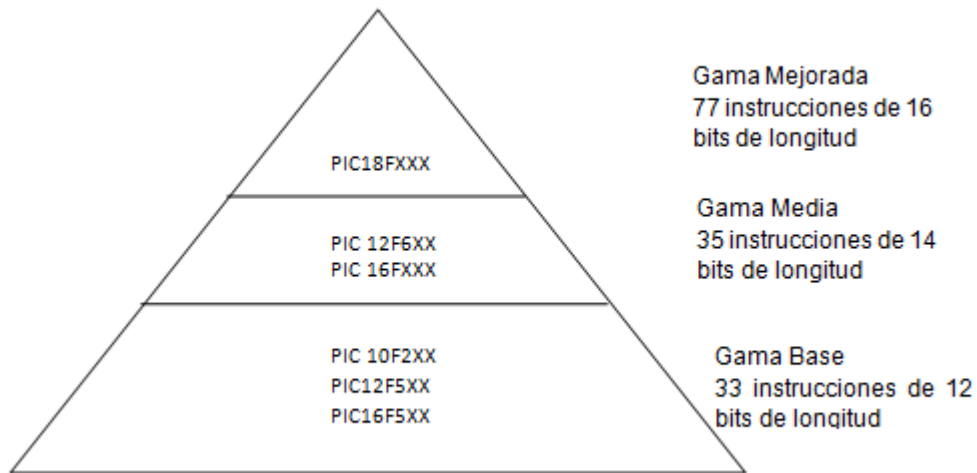 Gama Mejorada
77 instrucciones de 16
bits de longitud
PIC18FXXX
Gama Media
35 instrucciones de 14
bits de longitud
PIC 12F6XX
PIC 16FXXX
PIC 10F2XX
PIC12F5XX
PIC16F5XX
Gama Base
33 instrucciones de 12
bits de longitud